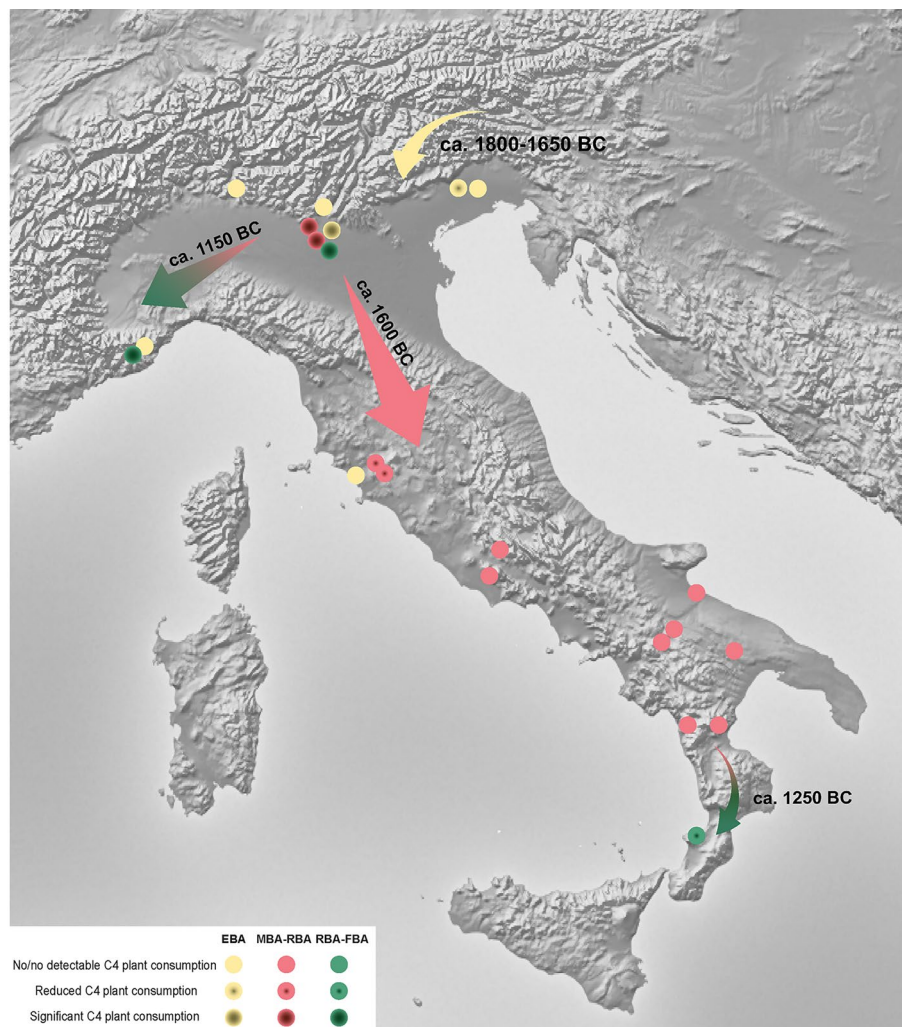 ca. 1800-1650 BC
ca. 1150 BC
ca. 1600 BC
ca. 1250 BC
EBA MBA-RBA RBA-FBA
No/no detectable C4 plant consumption
Reduced C4 plant consumption
Significant C4 plant consumption